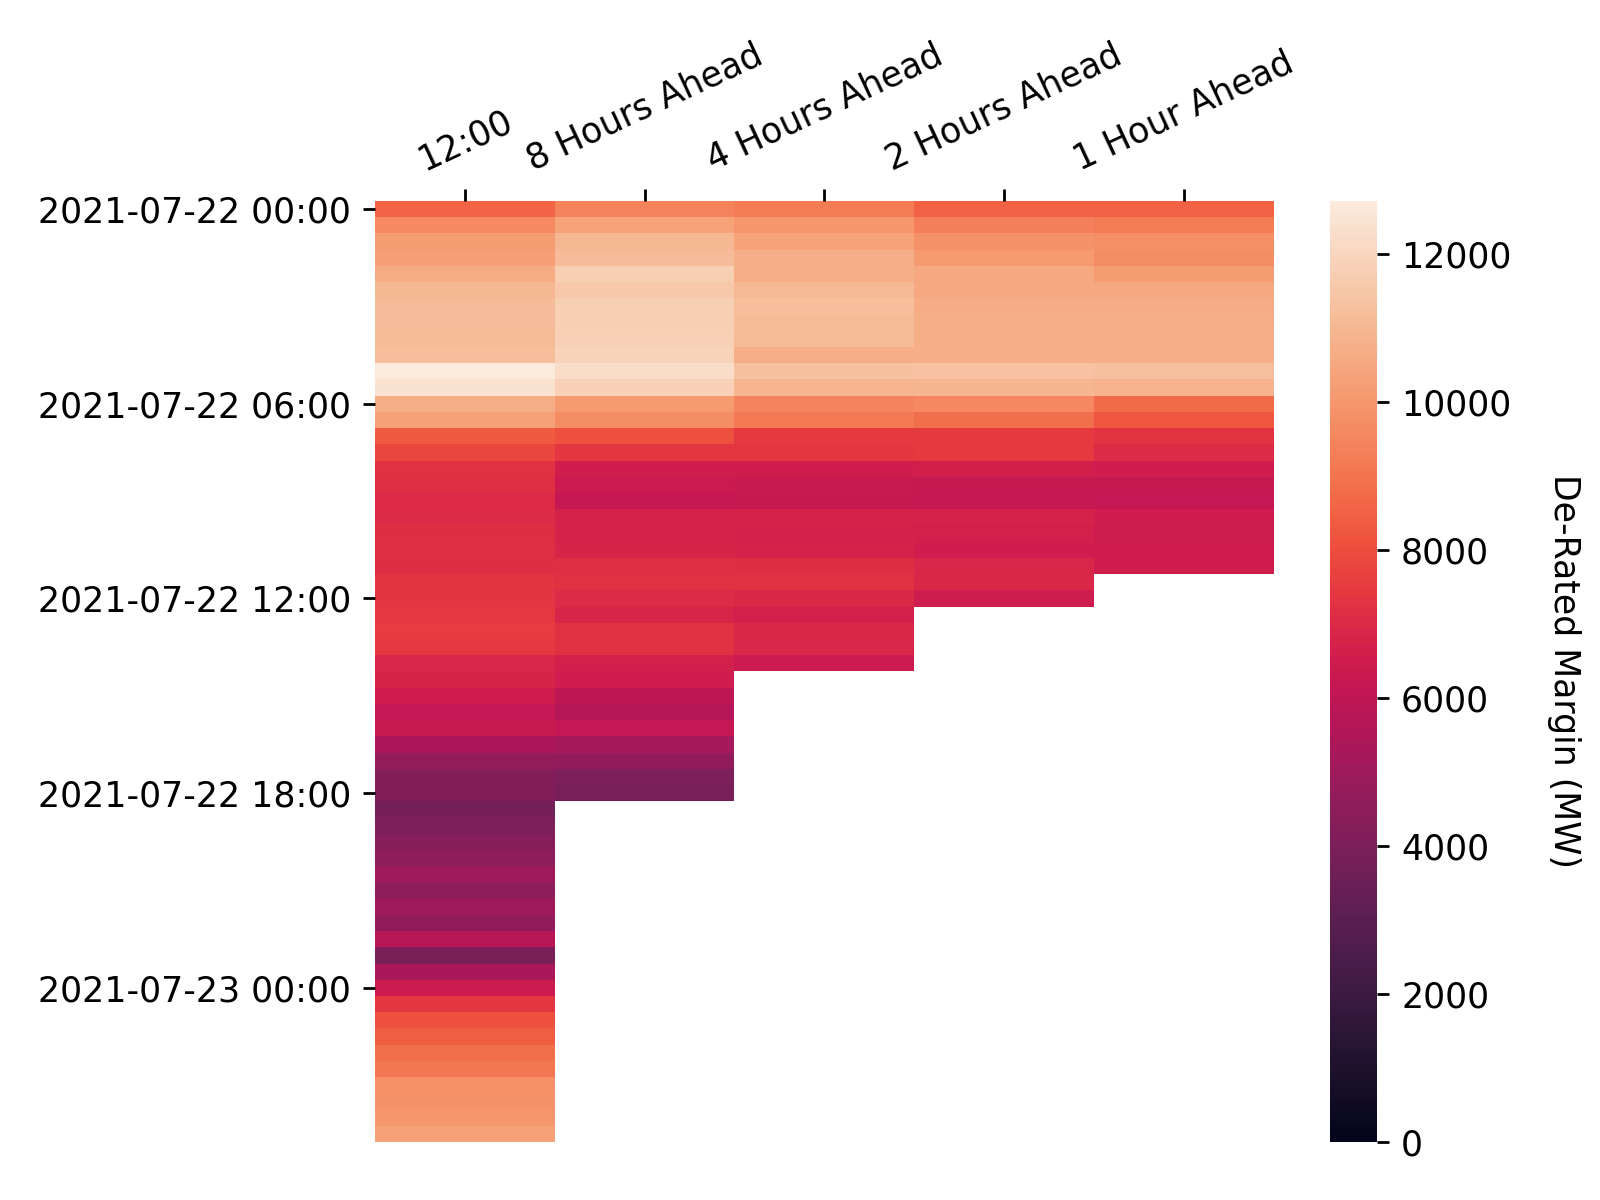 12:00
8 Hours Ahead
4 Hours Ahead
2 Hours Ahead
1 Hour Ahead
2021-07-22 00:00
2021-07-22 06:00
2021-07-22 12:00
2021-07-22 18:00
2021-07-23 00:00
12000
10000
8000
6000
4000
2000
0
De-Rated Margin (MW)